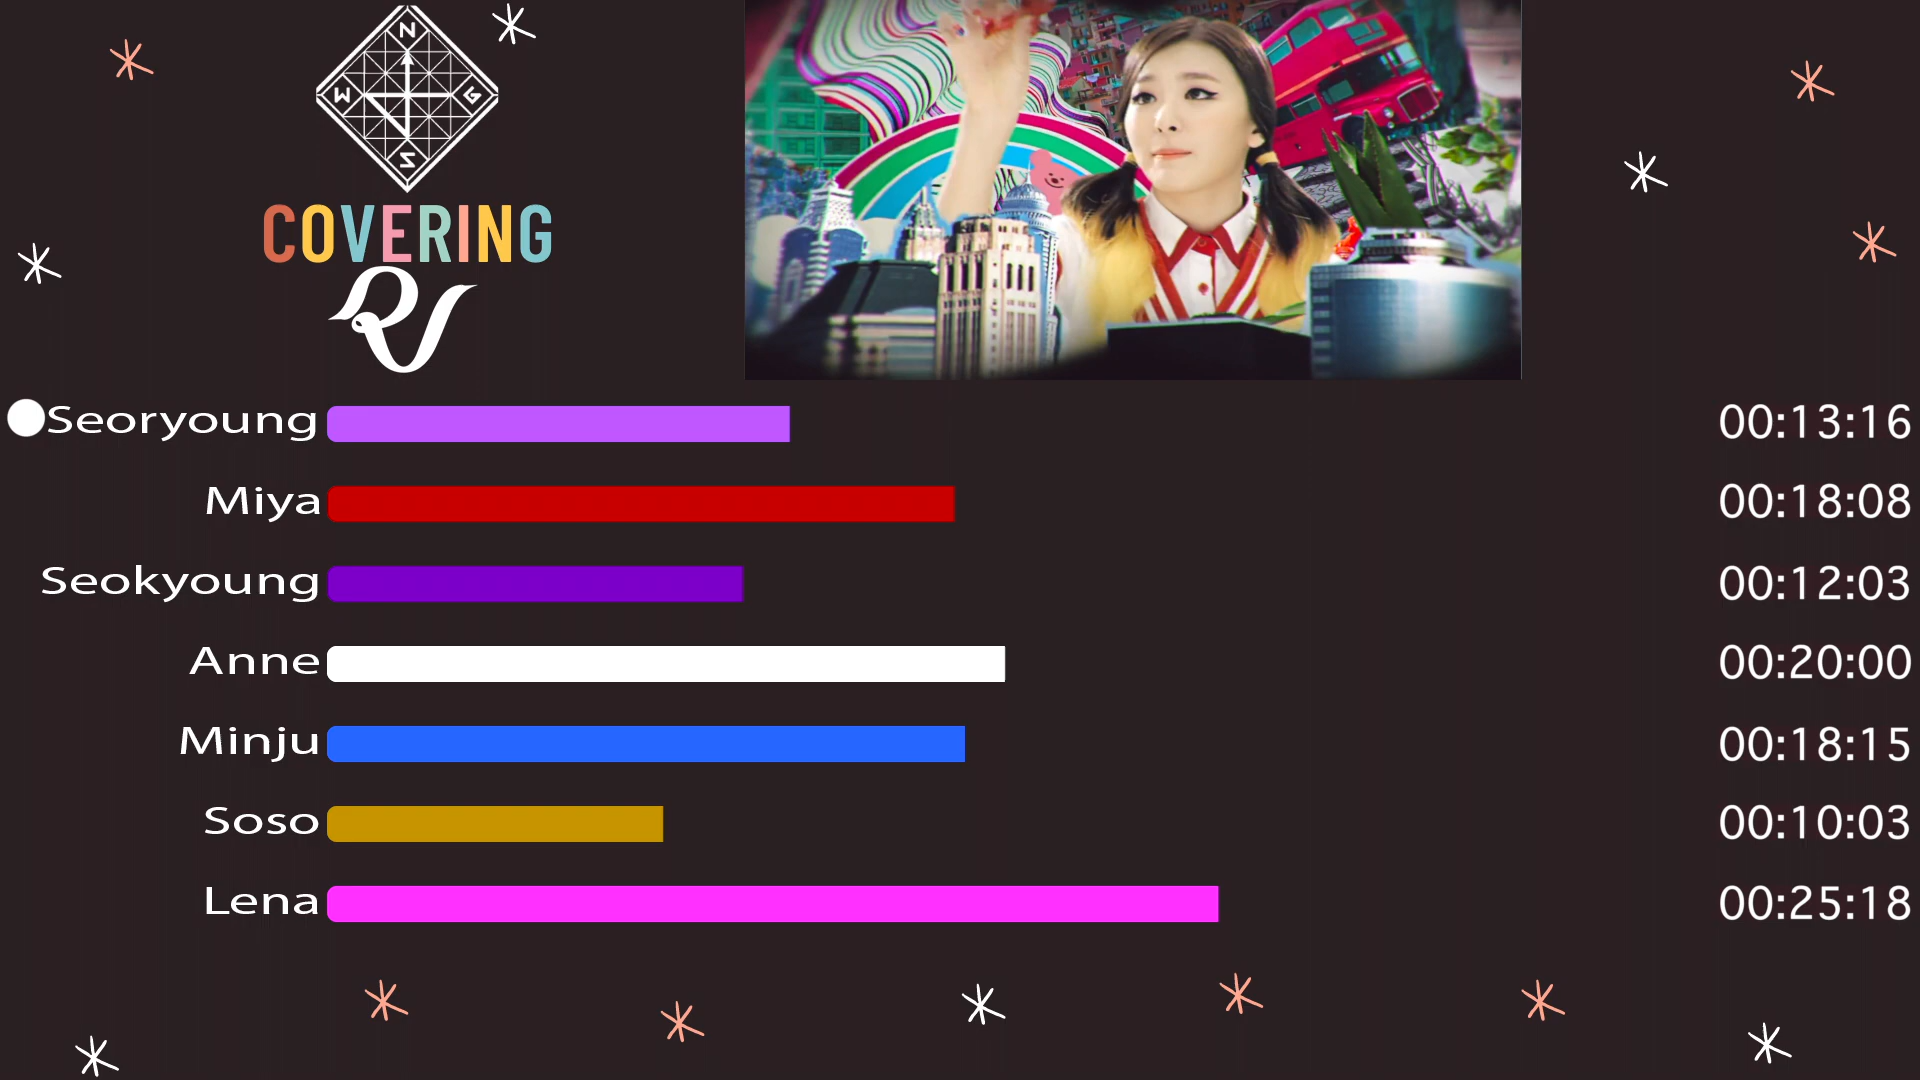 N
W G
S
COVERING
RV
Seoryoung 00:13:16
Miya 00:18:08
Seokyoung 00:12:03
Anne 00:20:00
Minju 00:18:15
Soso 00:10:03
Lena 00:25:18